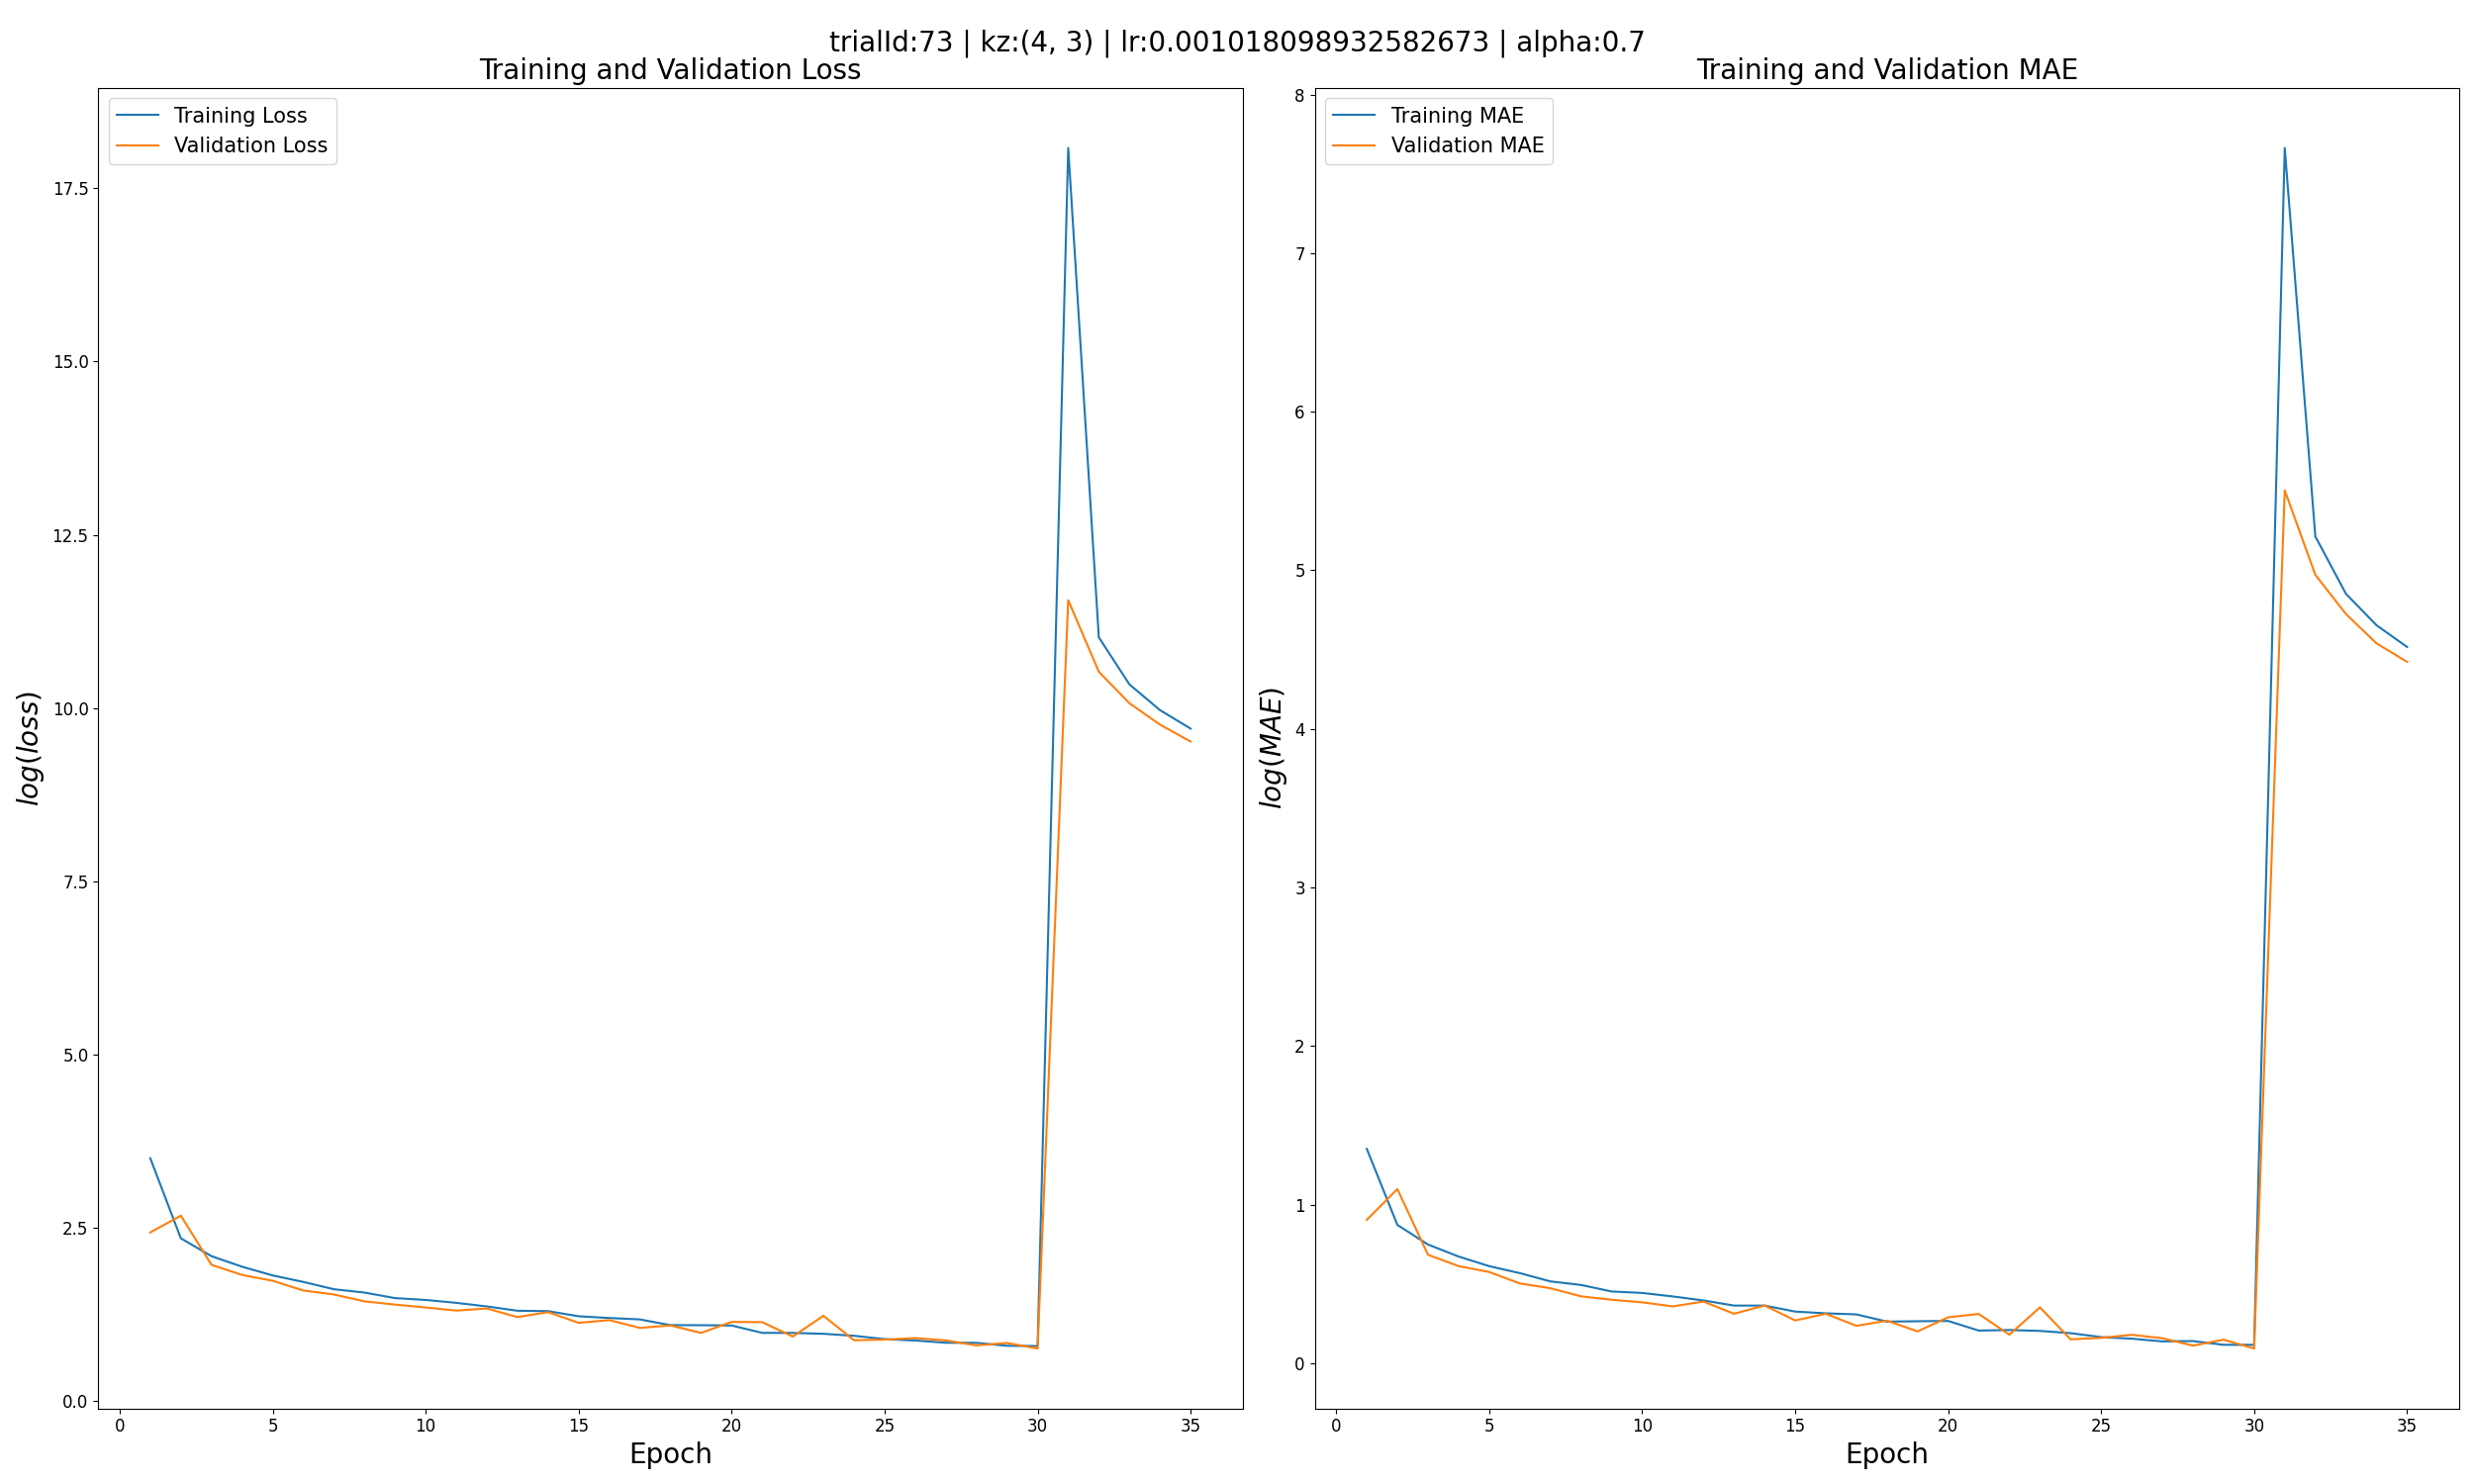 trialId:73 | kz:(4, 3) | lr:0.001018098932582673 | alpha:0.7
Training and Validation Loss
Training Loss
Validation Loss
17.5
15.0
12.5
10.0
7.5
5.0
2.5
0.0
log(loss)
0 5 10 15 20 25 30 35
Epoch
Training and Validation MAE
Training MAE
Validation MAE
8
7
6
5
4
3
2
1
0
log(MAE)
0 5 10 15 20 25 30 35
Epoch